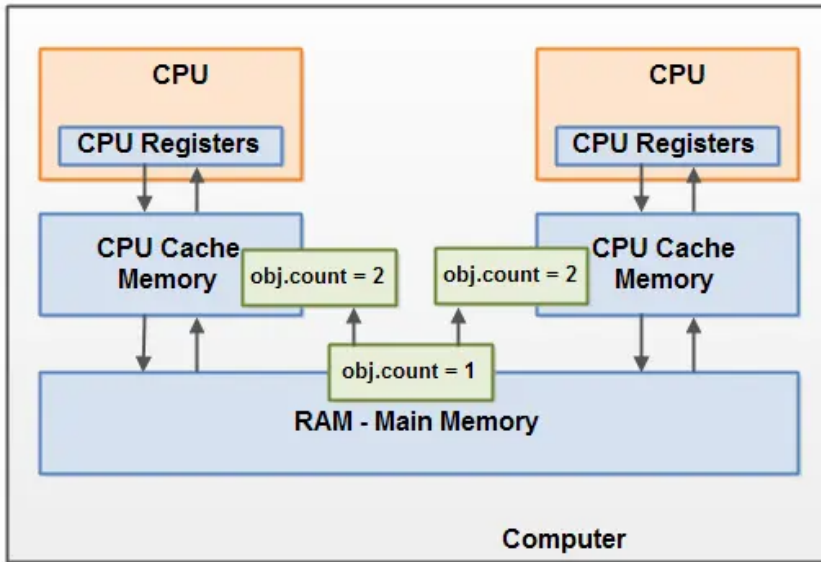 CPU
CPU
CPU Registers
CPU Registers
CPU Cache
Memory
CPU Cache
Memory
obj.count = 2
obj.count = 2
obj.count = 1
RAM - Main Memory
Computer